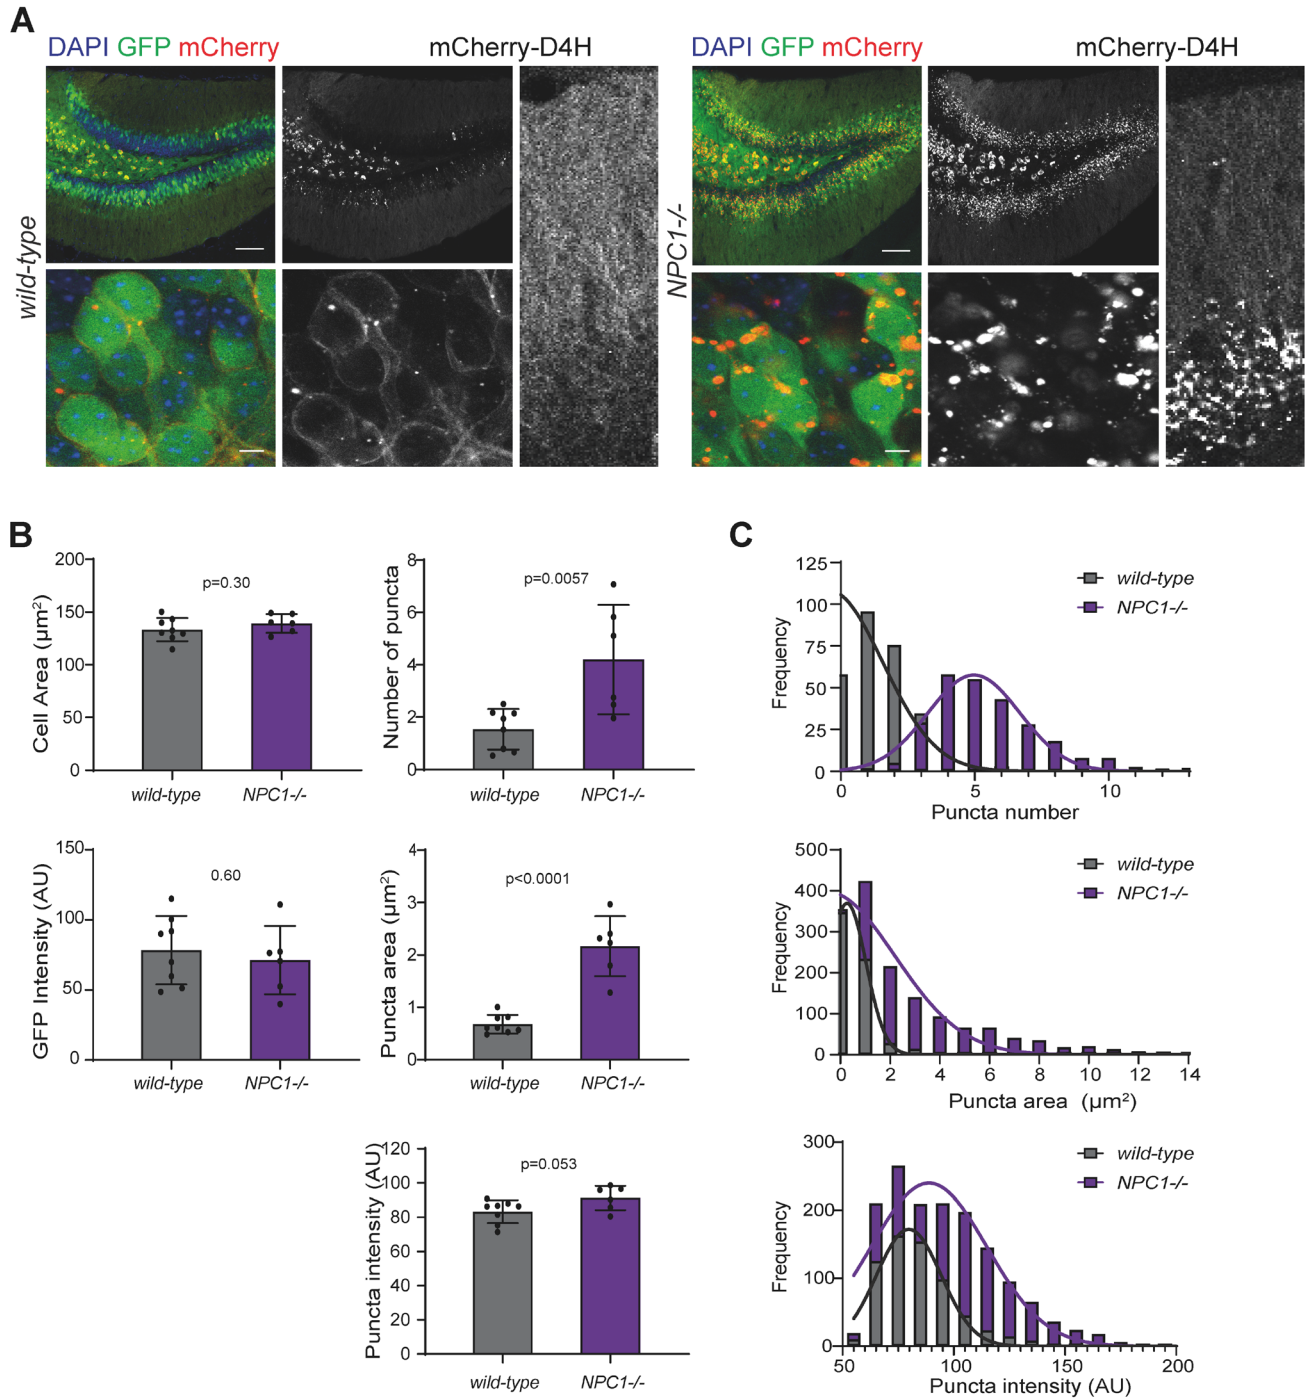 A
DAPI GFP mCherry
mCherry-D4H
DAPI GFP mCherry
mCherry-D4H
wild-type
NPC1-/-
B
200
150
100
50
0
Cell Area (µm²)
p=0.30
wild-type
NPC1-/-
8
6
4
2
0
Number of puncta
p=0.0057
wild-type
NPC1-/-
150
100
50
0
GFP Intensity (AU)
0.60
wild-type
NPC1-/-
4
3
2
1
0
Puncta area (µm²)
p<0.0001
wild-type
NPC1-/-
120
100
80
60
40
20
0
Puncta intensity (AU)
p=0.053
wild-type
NPC1-/-
C
125
100
75
50
25
0
Frequency
wild-type
NPC1-/-
0 5 10
Puncta number
500
400
300
200
100
0
Frequency
wild-type
NPC1-/-
0 2 4 6 8 10 12 14
Puncta area (µm²)
300
200
100
0
Frequency
wild-type
NPC1-/-
50 100 150 200
Puncta intensity (AU)